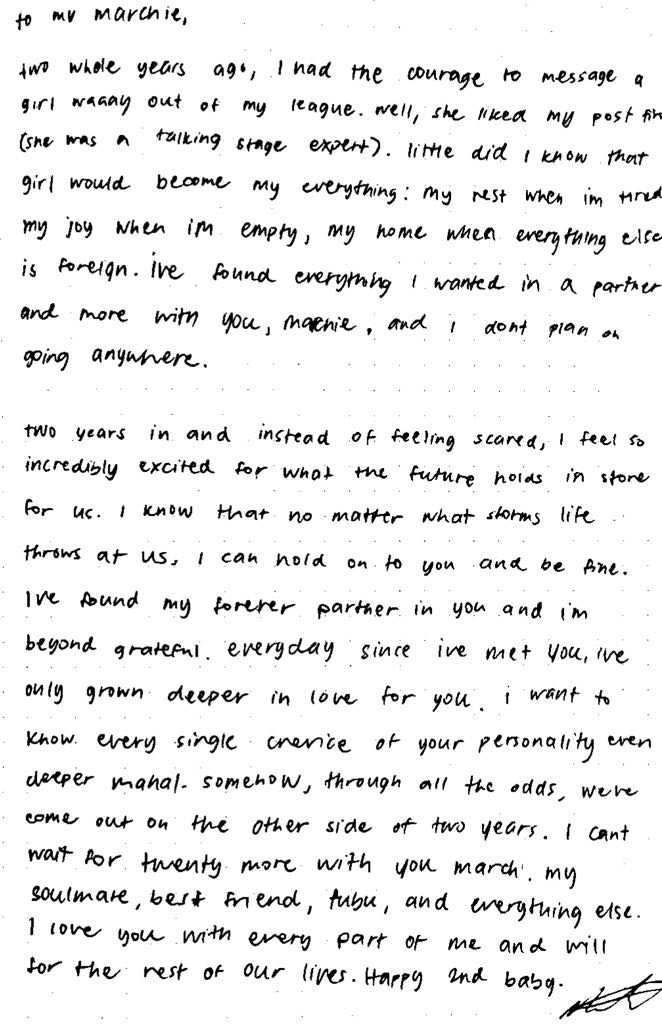 to my marchie,
two whole years ago, I had the courage to message a
girl waaay out of my league. well, she liked my post
(she was a talking stage expert). little did I know that
girl would become my everything: my rest when im tired
my joy when im empty, my home when everything else
is foreign. ive found everything I wanted in a partner
and more with you, marchie, and i dont plan on
going anywhere.
two years in and instead of feeling scared, I feel so
incredibly excited for what the future holds in store
for us. I know that no matter what storms life
throws at us, I can hold on to you and be fine.
Ive found my forever partner in you and i'm
beyond grateful. everyday since ive met you, ive
only grown deeper in love for you. i want to
know every single crevice of your personality even
deeper mahal. somehow, through all the odds, we've
come out on the other side of two years. I cant
wait for twenty more with you march. my
soulmate, best friend, tubu, and everything else.
I love you with every part of me and will
for the rest of our lives. Happy 2nd baby.